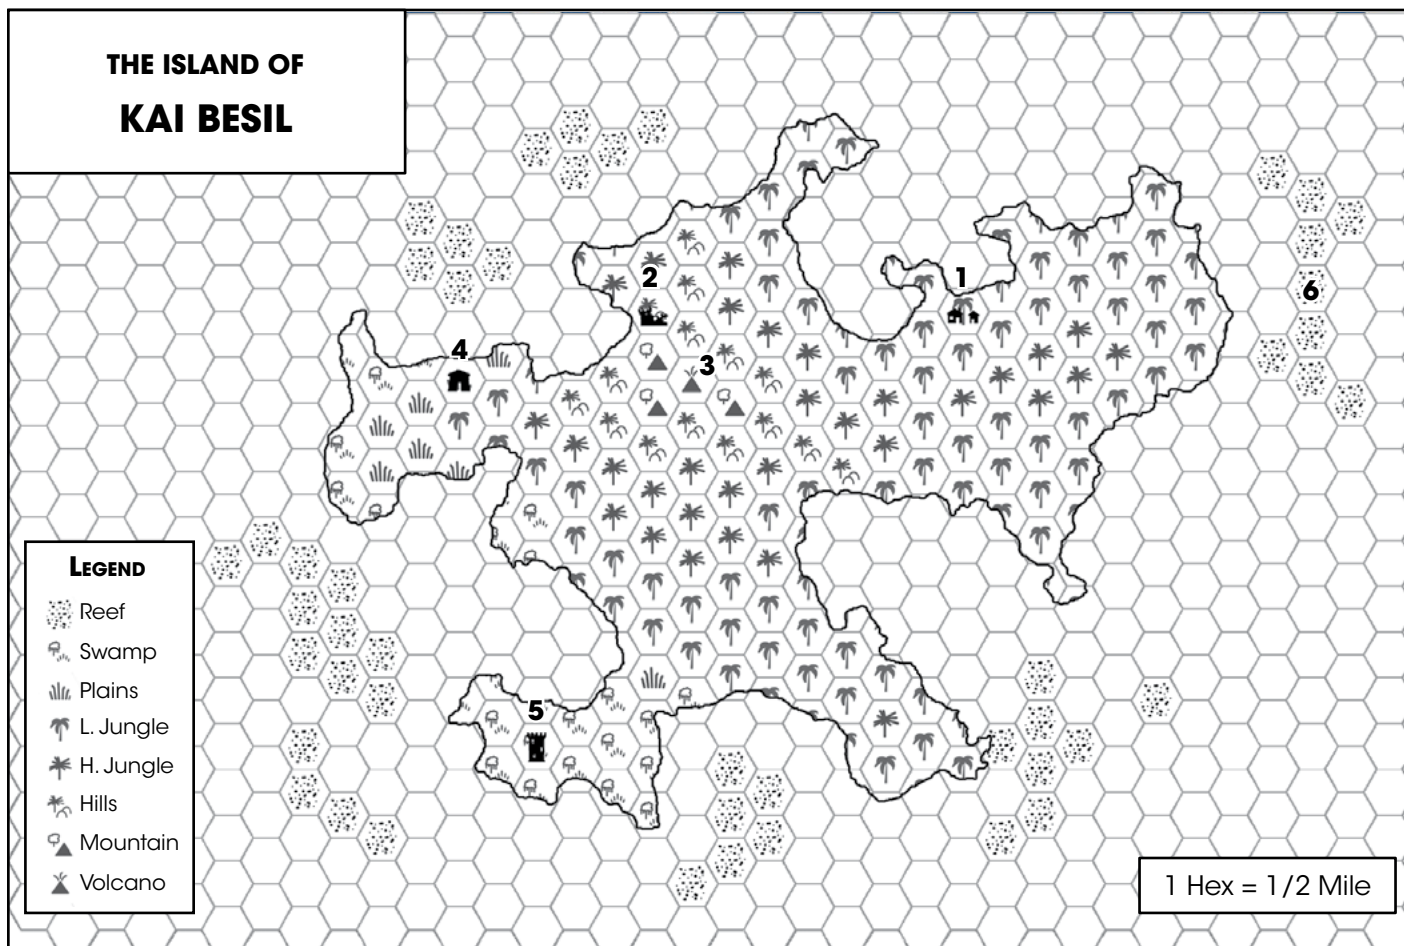 THE ISLAND OF
KAI BESIL
1
2
6
3
4
5
LEGEND
Reef
Swamp
Plains
L. Jungle
H. Jungle
Hills
Mountain
Volcano
1 Hex = 1/2 Mile